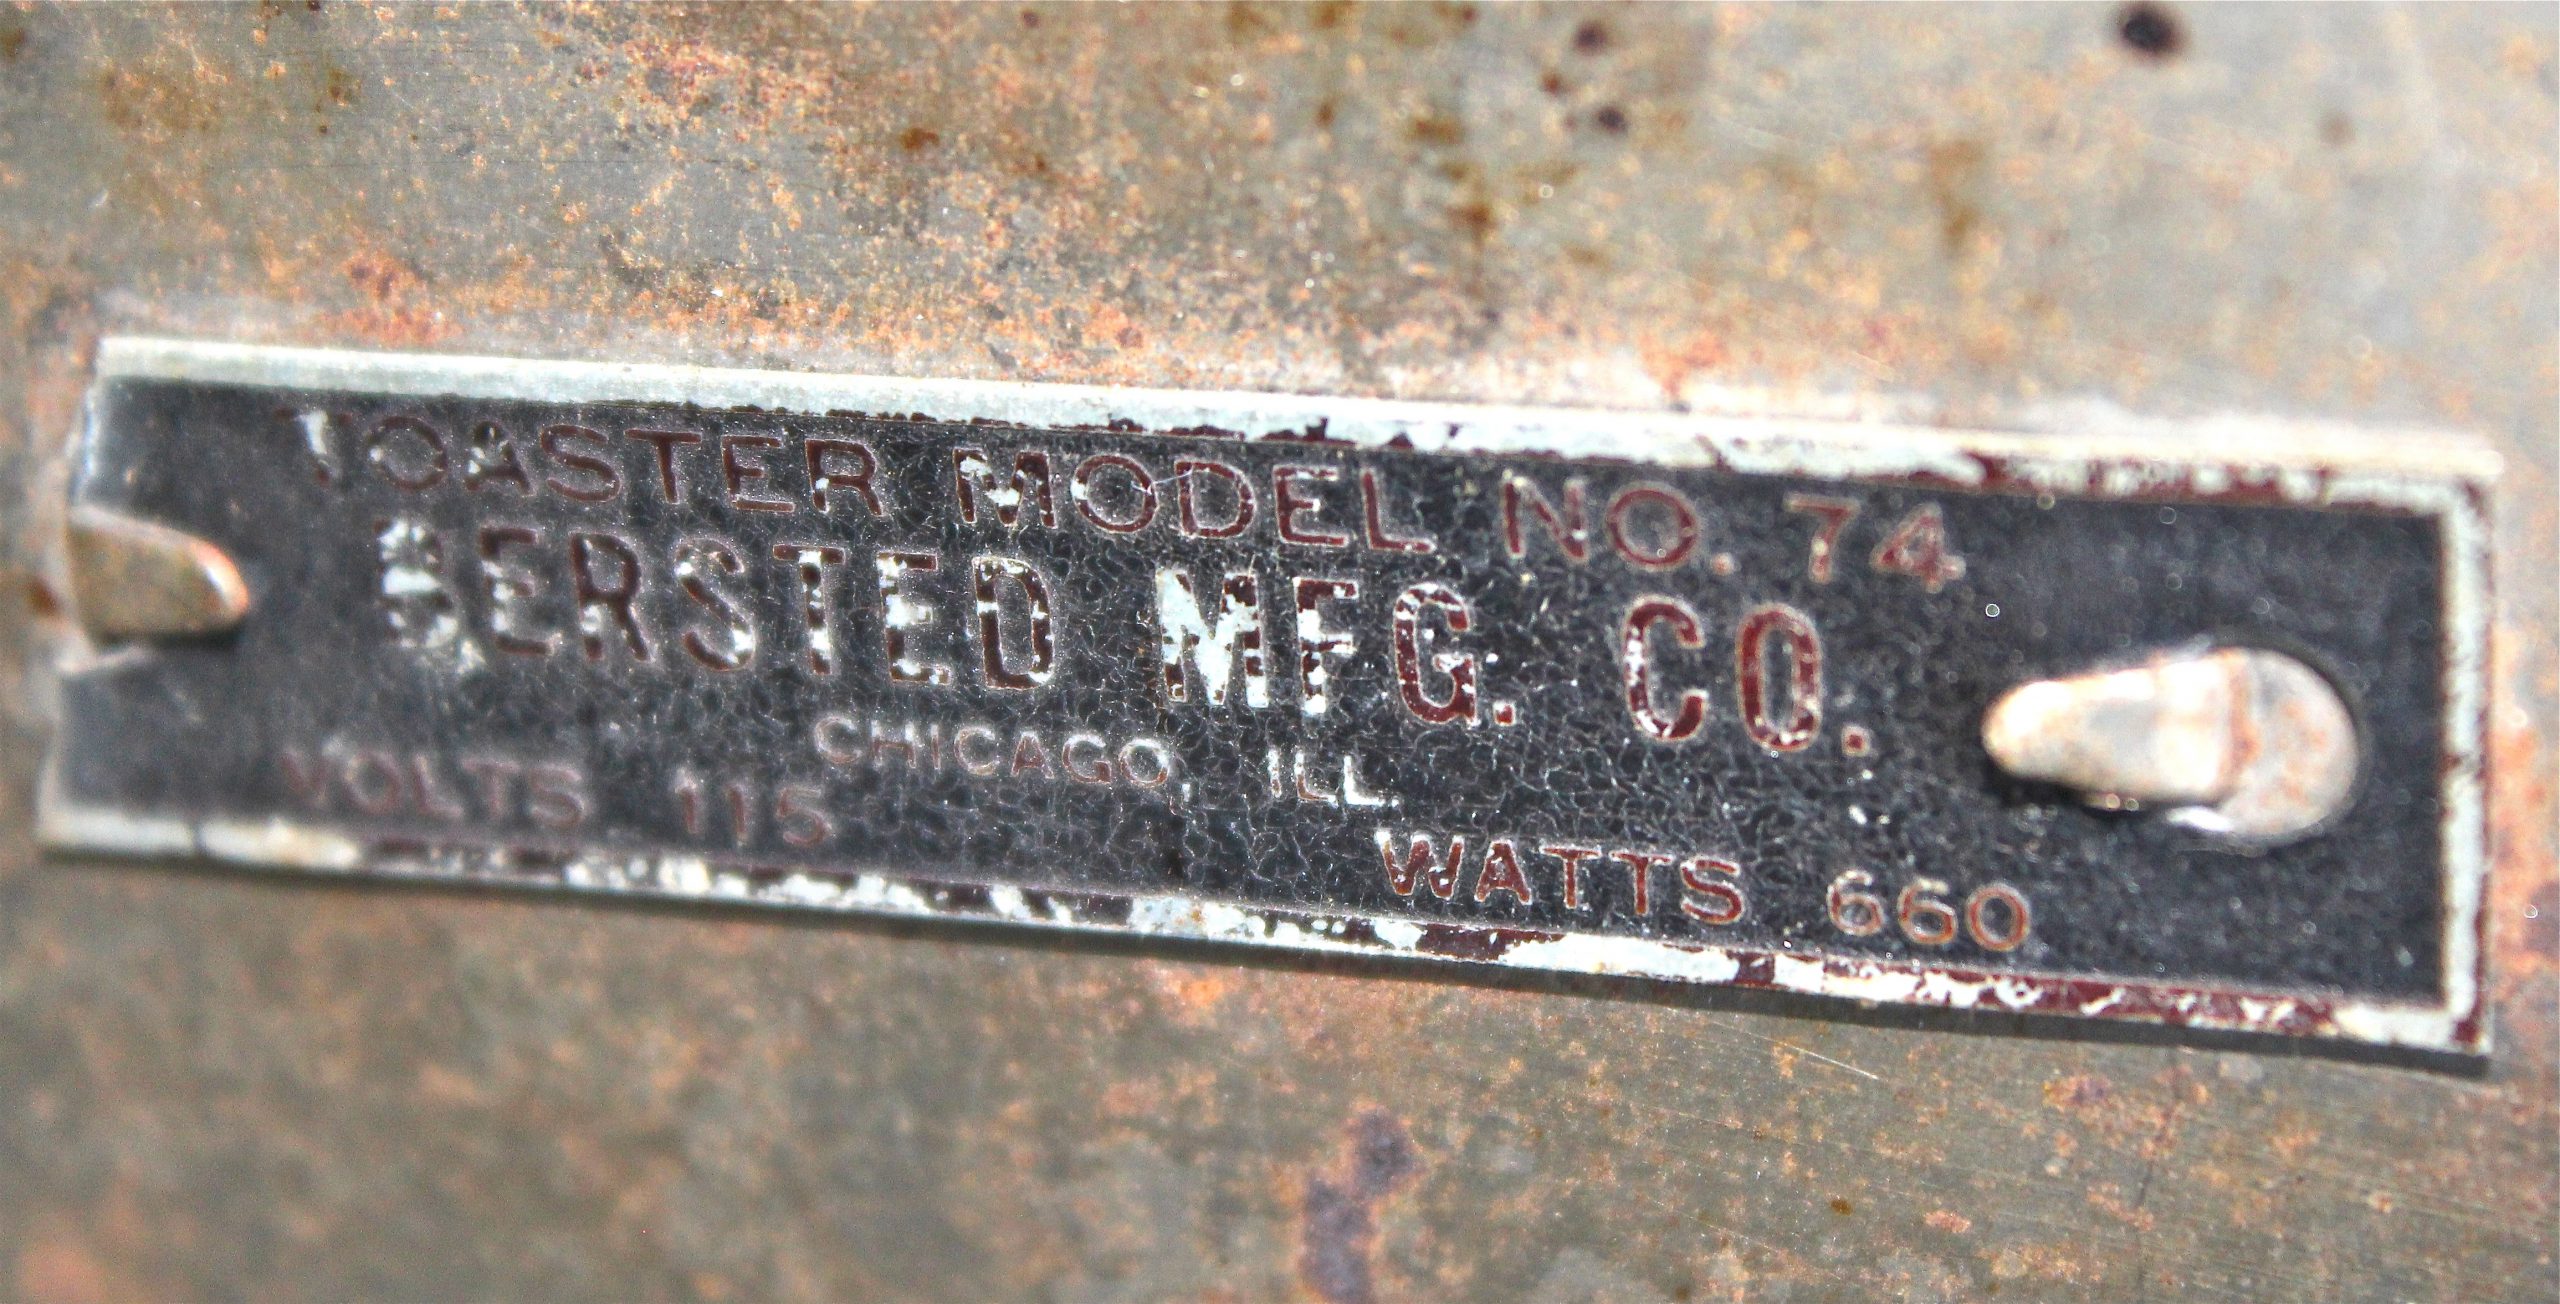 TOASTER MODEL NO. 74
BERSTED MFG. CO.
CHICAGO, ILL.
VOLTS 115 WATTS 660